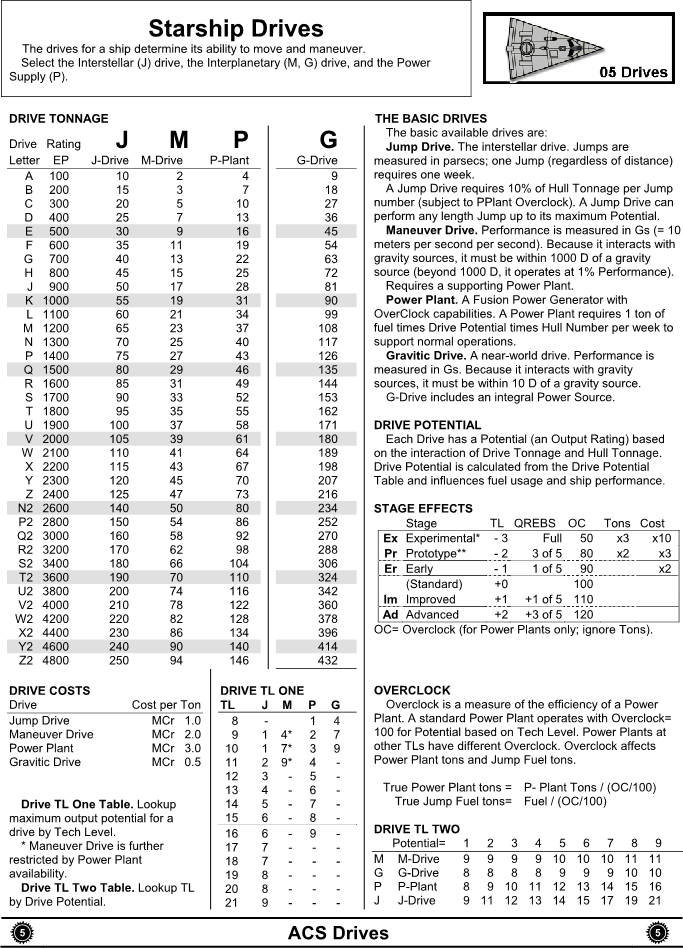 Starship Drives
The drives for a ship determine its ability to move and maneuver.
Select the Interstellar (J) drive, the Interplanetary (M, G) drive, and the Power
Supply (P).
05 Drives
DRIVE TONNAGE
J M P G
Drive Rating
Letter EP J-Drive M-Drive P-Plant G-Drive
A 100 10 2 4 9
B 200 15 3 7 18
C 300 20 5 10 27
D 400 25 7 13 36
E 500 30 9 16 45
F 600 35 11 19 54
G 700 40 13 22 63
H 800 45 15 25 72
J 900 50 17 28 81
K 1000 55 19 31 90
L 1100 60 21 34 99
M 1200 65 23 37 108
N 1300 70 25 40 117
P 1400 75 27 43 126
Q 1500 80 29 46 135
R 1600 85 31 49 144
S 1700 90 33 52 153
T 1800 95 35 55 162
U 1900 100 37 58 171
V 2000 105 39 61 180
W 2100 110 41 64 189
X 2200 115 43 67 198
Y 2300 120 45 70 207
Z 2400 125 47 73 216
N2 2600 140 50 80 234
P2 2800 150 54 86 252
Q2 3000 160 58 92 270
R2 3200 170 62 98 288
S2 3400 180 66 104 306
T2 3600 190 70 110 324
U2 3800 200 74 116 342
V2 4000 210 78 122 360
W2 4200 220 82 128 378
X2 4400 230 86 134 396
Y2 4600 240 90 140 414
Z2 4800 250 94 146 432
THE BASIC DRIVES
The basic available drives are:
Jump Drive. The interstellar drive. Jumps are
measured in parsecs; one Jump (regardless of distance)
requires one week.
A Jump Drive requires 10% of Hull Tonnage per Jump
number (subject to PPlant Overclock). A Jump Drive can
perform any length Jump up to its maximum Potential.
Maneuver Drive. Performance is measured in Gs (= 10
meters per second per second). Because it interacts with
gravity sources, it must be within 1000 D of a gravity
source (beyond 1000 D, it operates at 1% Performance).
Requires a supporting Power Plant.
Power Plant. A Fusion Power Generator with
OverClock capabilities. A Power Plant requires 1 ton of
fuel times Drive Potential times Hull Number per week to
support normal operations.
Gravitic Drive. A near-world drive. Performance is
measured in Gs. Because it interacts with gravity
sources, it must be within 10 D of a gravity source.
G-Drive includes an integral Power Source.
DRIVE POTENTIAL
Each Drive has a Potential (an Output Rating) based
on the interaction of Drive Tonnage and Hull Tonnage.
Drive Potential is calculated from the Drive Potential
Table and influences fuel usage and ship performance.
STAGE EFFECTS
Stage TL QREBS OC Tons Cost
Ex Experimental* - 3 Full 50 x3 x10
Pr Prototype** - 2 3 of 5 80 x2 x3
Er Early - 1 1 of 5 90 x2
(Standard) +0 100
Im Improved +1 +1 of 5 110
Ad Advanced +2 +3 of 5 120
OC= Overclock (for Power Plants only; ignore Tons).
DRIVE COSTS
Drive Cost per Ton
Jump Drive MCr 1.0
Maneuver Drive MCr 2.0
Power Plant MCr 3.0
Gravitic Drive MCr 0.5
Drive TL One Table. Lookup
maximum output potential for a
drive by Tech Level.
* Maneuver Drive is further
restricted by Power Plant
availability.
Drive TL Two Table. Lookup TL
by Drive Potential.
DRIVE TL ONE
TL J M P G
8 - 1 4
9 1 4* 2 7
10 1 7* 3 9
11 2 9* 4 -
12 3 - 5 -
13 4 - 6 -
14 5 - 7 -
15 6 - 8 -
16 6 - 9 -
17 7 - - -
18 7 - - -
19 8 - - -
20 8 - - -
21 9 - - -
OVERCLOCK
Overclock is a measure of the efficiency of a Power
Plant. A standard Power Plant operates with Overclock=
100 for Potential based on Tech Level. Power Plants at
other TLs have different Overclock. Overclock affects
Power Plant tons and Jump Fuel tons.
True Power Plant tons = P- Plant Tons / (OC/100)
True Jump Fuel tons= Fuel / (OC/100)
DRIVE TL TWO
Potential= 1 2 3 4 5 6 7 8 9
M M-Drive 9 9 9 9 10 10 10 11 11
G G-Drive 8 8 8 8 9 9 9 10 10
P P-Plant 8 9 10 11 12 13 14 15 16
J J-Drive 9 11 12 13 14 15 17 19 21
5 ACS Drives 5